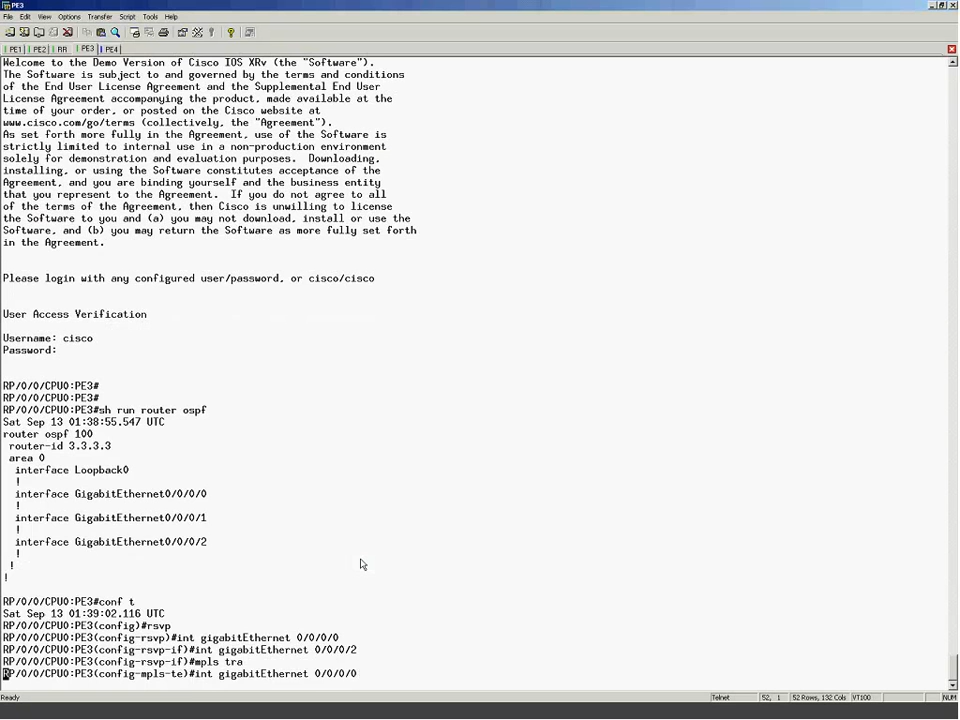 PE3
File Edit View Options Transfer Script Tools Help
PE1 PE2 RR PE3 PE4
Welcome to the Demo Version of Cisco IOS XRv (the "Software").
The Software is subject to and governed by the terms and conditions
of the End User License Agreement and the Supplemental End User
License Agreement accompanying the product, made available at the
time of your order, or posted on the Cisco website at
www.cisco.com/go/terms (collectively, the "Agreement").
As set forth more fully in the Agreement, use of the Software is
strictly limited to internal use in a non-production environment
solely for demonstration and evaluation purposes.  Downloading,
installing, or using the Software constitutes acceptance of the
Agreement, and you are binding yourself and the business entity
that you represent to the Agreement.  If you do not agree to all
of the terms of the Agreement, then Cisco is unwilling to license
the Software to you and (a) you may not download, install or use the
Software, and (b) you may return the Software as more fully set forth
in the Agreement.
Please login with any configured user/password, or cisco/cisco
User Access Verification
Username: cisco
Password:
RP/0/0/CPU0:PE3#
RP/0/0/CPU0:PE3#
RP/0/0/CPU0:PE3#sh run router ospf
Sat Sep 13 01:38:55.547 UTC
router ospf 100
router-id 3.3.3.3
area 0
interface Loopback0
!
interface GigabitEthernet0/0/0/0
!
interface GigabitEthernet0/0/0/1
!
interface GigabitEthernet0/0/0/2
!
!
!
RP/0/0/CPU0:PE3#conf t
Sat Sep 13 01:39:02.116 UTC
RP/0/0/CPU0:PE3(config)#rsvp
RP/0/0/CPU0:PE3(config-rsvp)#int gigabitEthernet 0/0/0/0
RP/0/0/CPU0:PE3(config-rsvp-if)#int gigabitEthernet 0/0/0/2
RP/0/0/CPU0:PE3(config-rsvp-if)#mpls tra
RP/0/0/CPU0:PE3(config-mpls-te)#int gigabitEthernet 0/0/0/0
Ready Telnet 52, 1 52 Rows, 132 Cols VT100 NUM